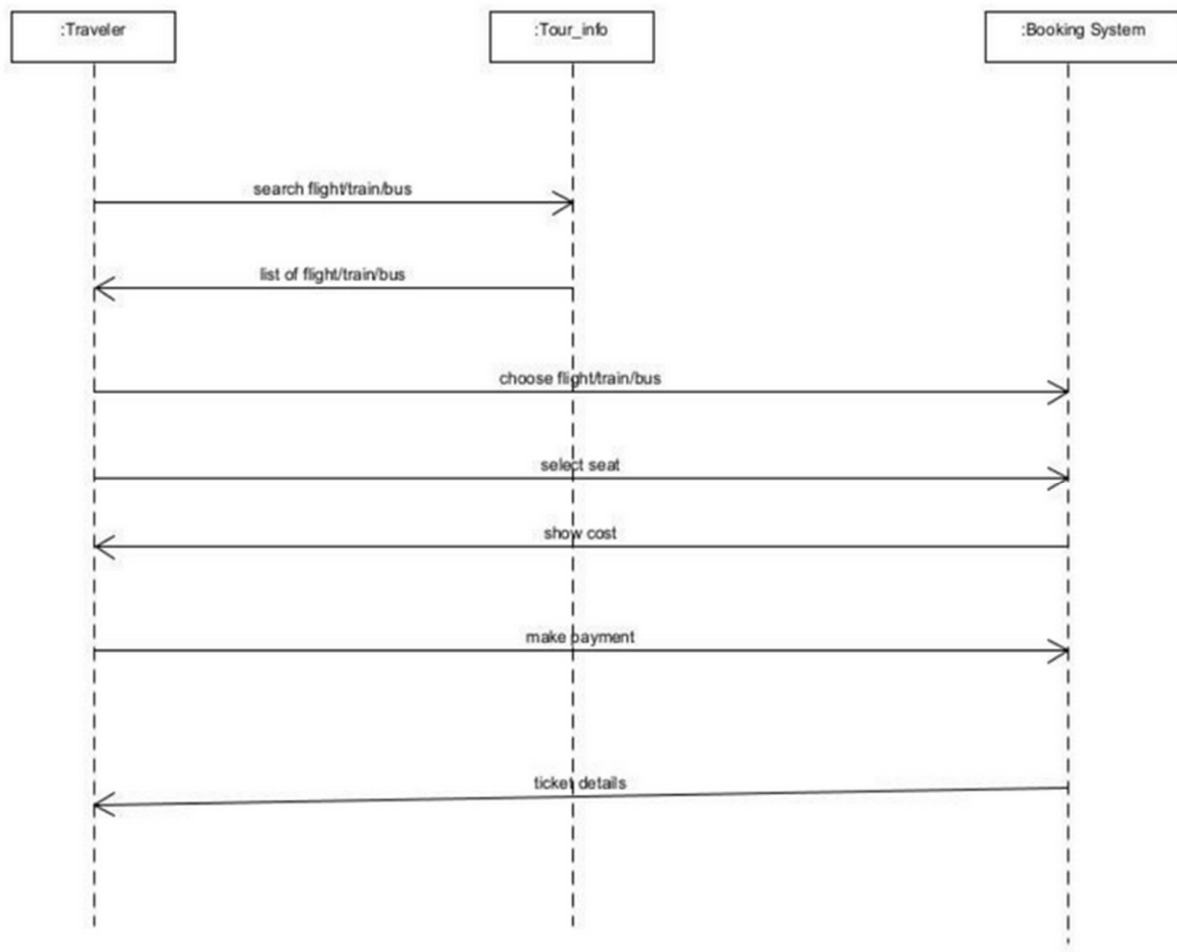 :Traveler
:Tour_info
:Booking System
search flight/train/bus
list of flight/train/bus
choose flight/train/bus
select seat
show cost
make payment
ticket details